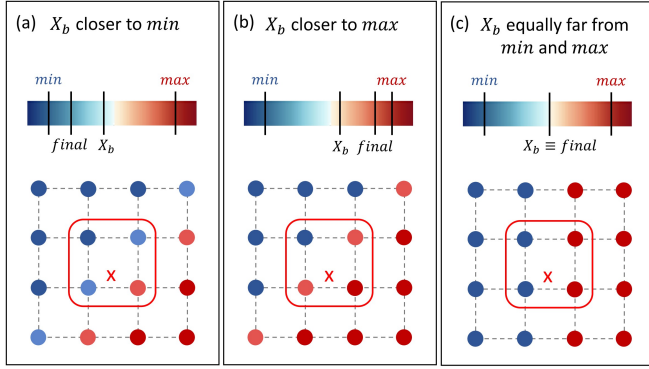 (a) X_b closer to min
min max
final X_b
x
(b) X_b closer to max
min max
X_b final
x
(c) X_b equally far from
min and max
min max
X_b ≡ final
x